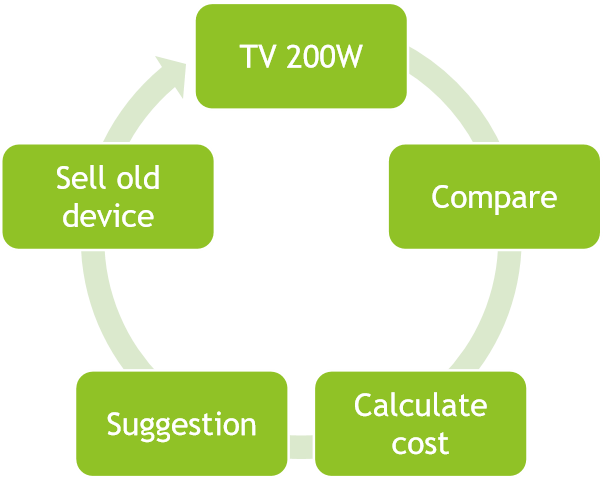 TV 200W
Compare
Calculate
cost
Suggestion
Sell old
device